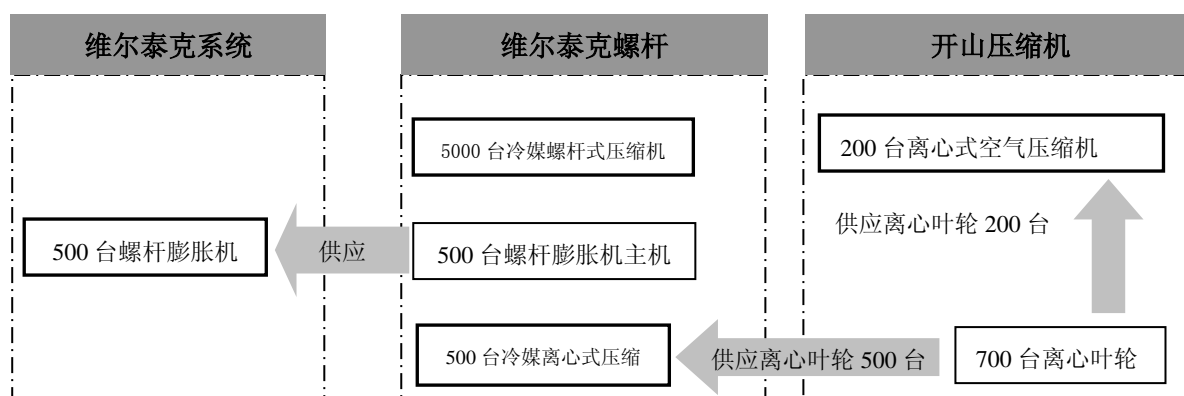 维尔泰克系统
维尔泰克螺杆
开山压缩机
5000 台冷媒螺杆式压缩机
200 台离心式空气压缩机
供应离心叶轮 200 台
500 台螺杆膨胀机
供应
500 台螺杆膨胀机主机
500 台冷媒离心式压缩
供应离心叶轮 500 台
700 台离心叶轮